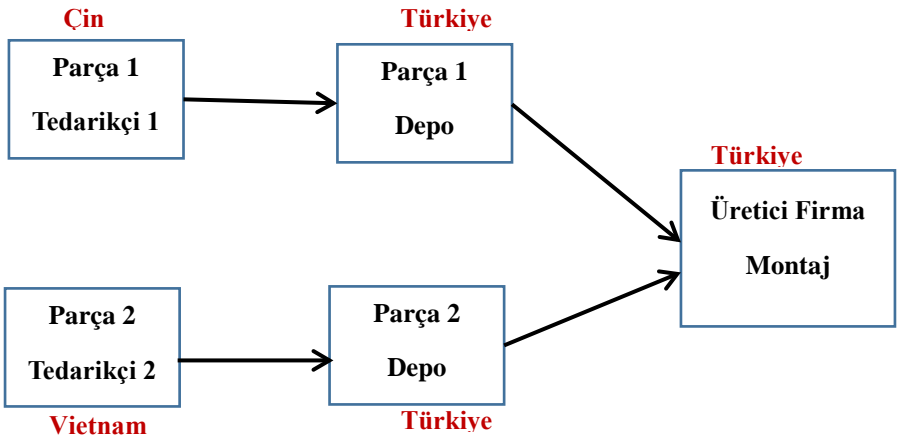 Çin
Türkiye
Parça 1
Tedarikçi 1
Parça 1
Depo
Türkiye
Üretici Firma
Montaj
Parça 2
Tedarikçi 2
Parça 2
Depo
Vietnam
Türkiye